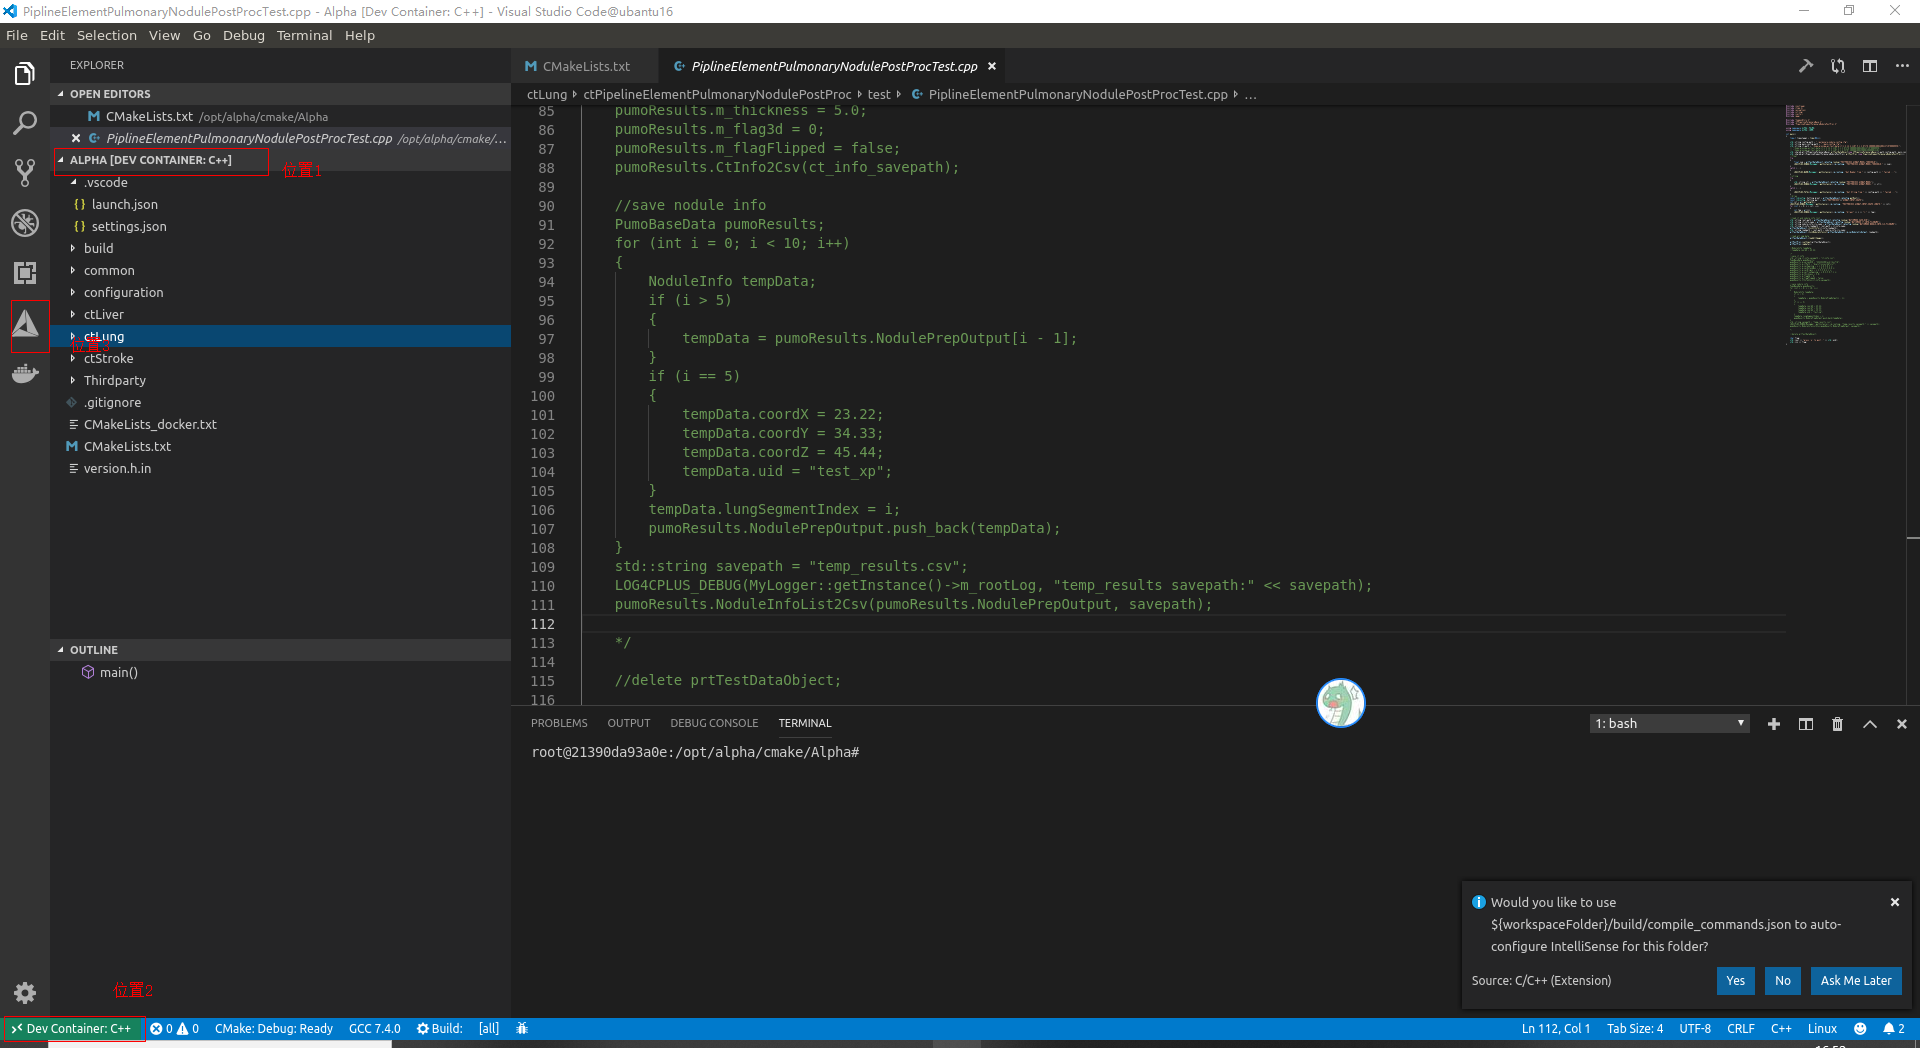 PiplineElementPulmonaryNodulePostProcTest.cpp - Alpha [Dev Container: C++] - Visual Studio Code@ubantu16
File Edit Selection View Go Debug Terminal Help
EXPLORER
OPEN EDITORS
CMakeLists.txt /opt/alpha/cmake/Alpha
PiplineElementPulmonaryNodulePostProcTest.cpp /opt/alpha/cmake/...
ALPHA [DEV CONTAINER: C++]
位置1
.vscode
{} launch.json
{} settings.json
build
common
configuration
ctLiver
ctLung
位置3
ctStroke
Thirdparty
.gitignore
CMakeLists_docker.txt
CMakeLists.txt
version.h.in
OUTLINE
main()
位置2
CMakeLists.txt
PiplineElementPulmonaryNodulePostProcTest.cpp
ctLung ctPipelineElementPulmonaryNodulePostProc test PiplineElementPulmonaryNodulePostProcTest.cpp ...
85 pumoResults.m_thickness = 5.0;
86 pumoResults.m_flag3d = 0;
87 pumoResults.m_flagFlipped = false;
88 pumoResults.CtInfo2Csv(ct_info_savepath);
89
90 //save nodule info
91 PumoBaseData pumoResults;
92 for (int i = 0; i < 10; i++)
93 {
94 NoduleInfo tempData;
95 if (i > 5)
96 {
97 tempData = pumoResults.NodulePrepOutput[i - 1];
98 }
99 if (i == 5)
100 {
101 tempData.coordX = 23.22;
102 tempData.coordY = 34.33;
103 tempData.coordZ = 45.44;
104 tempData.uid = "test_xp";
105 }
106 tempData.lungSegmentIndex = i;
107 pumoResults.NodulePrepOutput.push_back(tempData);
108 }
109 std::string savepath = "temp_results.csv";
110 LOG4CPLUS_DEBUG(MyLogger::getInstance()->m_rootLog, "temp_results savepath:" << savepath);
111 pumoResults.NoduleInfoList2Csv(pumoResults.NodulePrepOutput, savepath);
112
113 */
114
115 //delete prtTestDataObject;
116
PROBLEMS OUTPUT DEBUG CONSOLE TERMINAL
1: bash
root@21390da93a0e:/opt/alpha/cmake/Alpha#
Would you like to use
${workspaceFolder}/build/compile_commands.json to auto-
configure IntelliSense for this folder?
Source: C/C++ (Extension)
Yes
No
Ask Me Later
Dev Container: C++ 0 0 CMake: Debug: Ready GCC 7.4.0 Build: [all]
Ln 112, Col 1 Tab Size: 4 UTF-8 CRLF C++ Linux 2